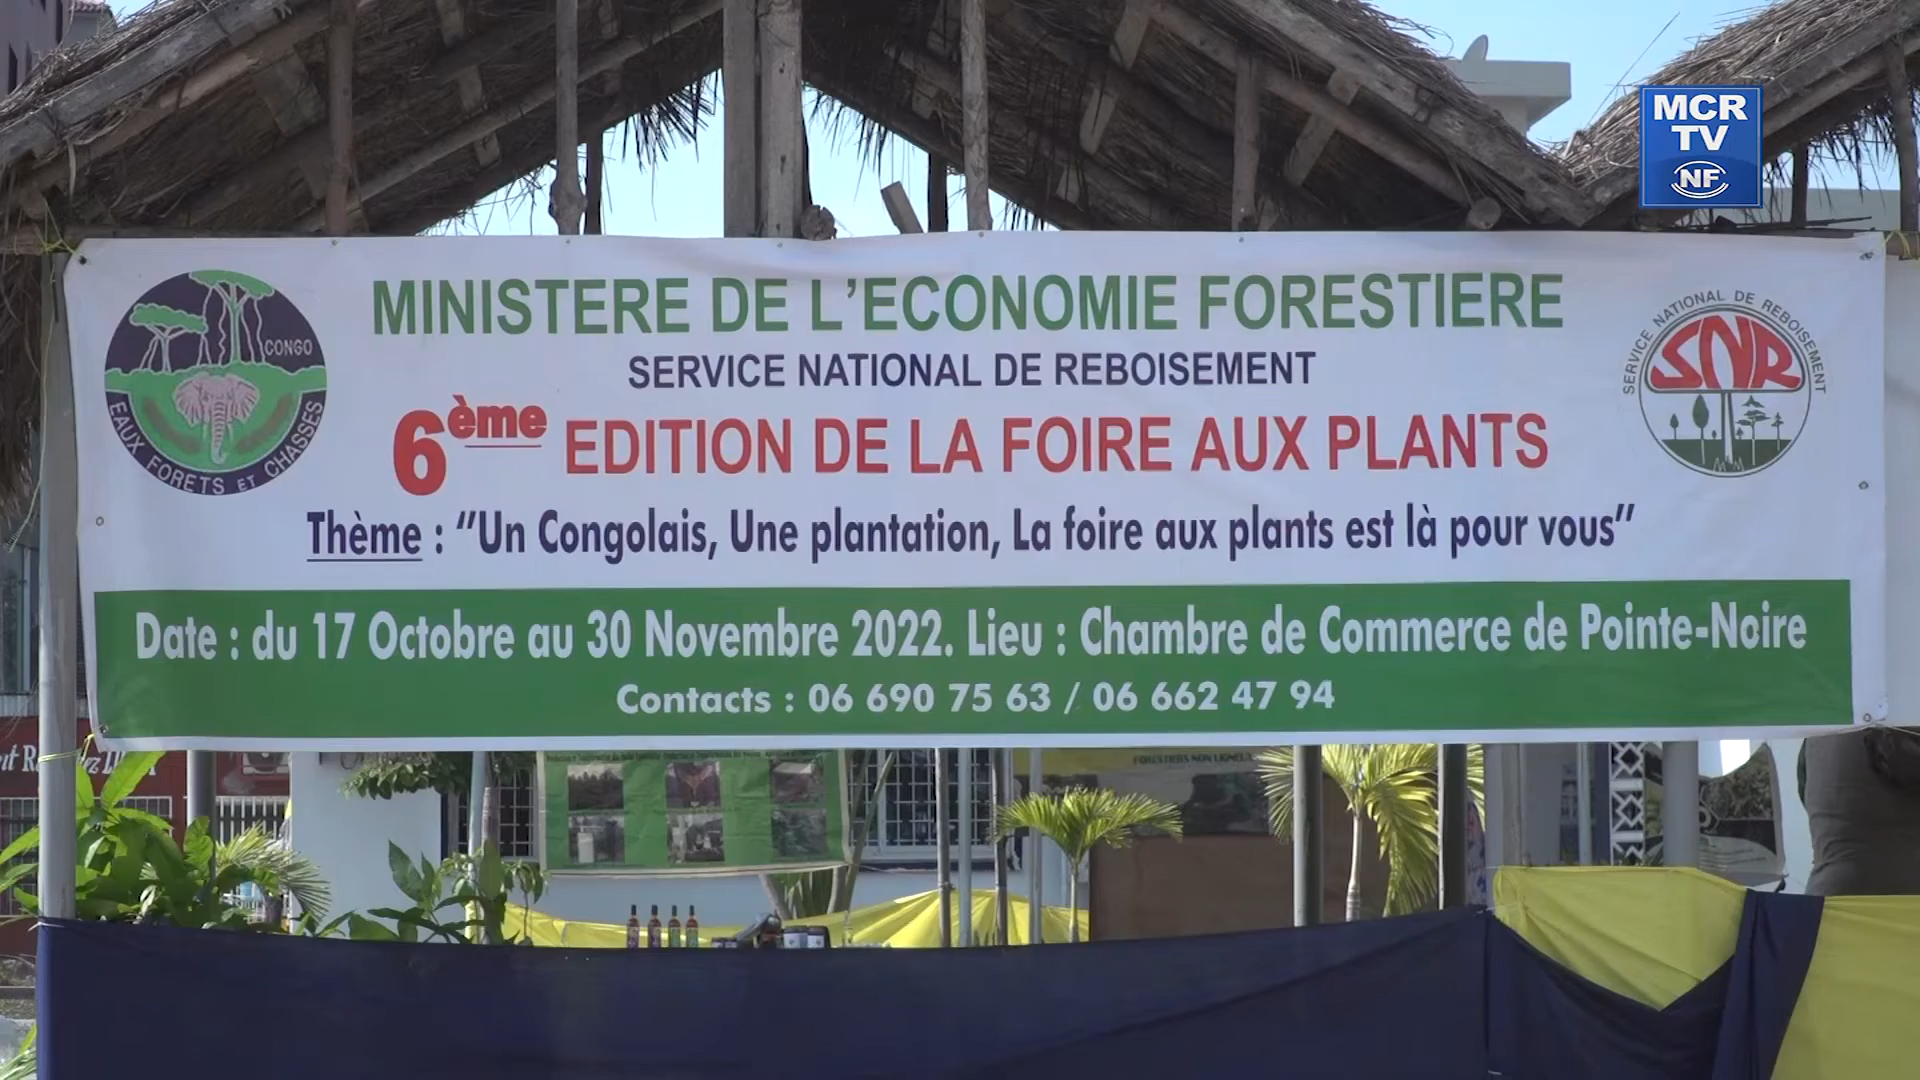 MCR
TV
NF
MINISTERE DE L'ECONOMIE FORESTIERE
SERVICE NATIONAL DE REBOISEMENT
6ème EDITION DE LA FOIRE AUX PLANTS
Thème : "Un Congolais, Une plantation, La foire aux plants est là pour vous"
Date : du 17 Octobre au 30 Novembre 2022. Lieu : Chambre de Commerce de Pointe-Noire
Contacts : 06 690 75 63 / 06 662 47 94
CONGO
EAUX FORETS ET CHASSES
SERVICE NATIONAL DE REBOISEMENT
SNR
FORESTIERS NON